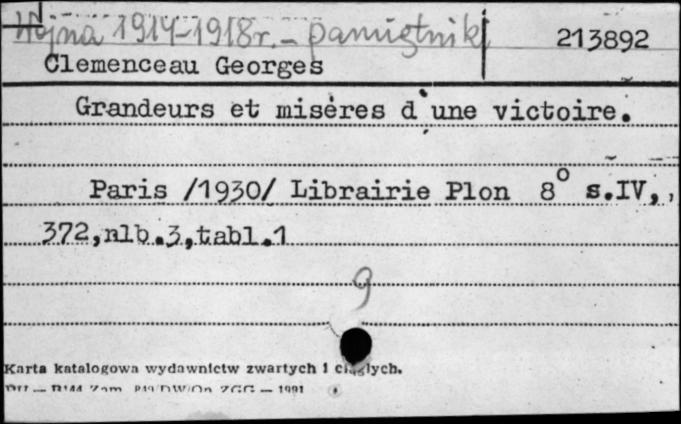 Wojna 1914-1918r. - pamiętniki
213892
Clemenceau Georges
Grandeurs et misères d'une victoire.
Paris /1930/ Librairie Plon 8° s.IV,
372,nlb.3,tabl.1
9
Karta katalogowa wydawnictw zwartych i ciągłych.